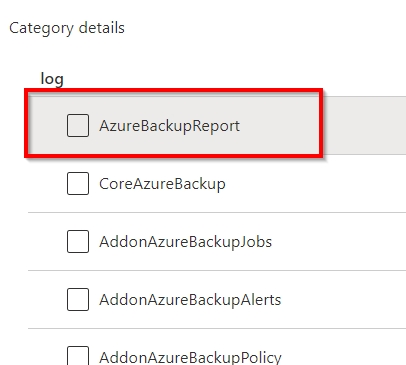 Category details
log
AzureBackupReport
CoreAzureBackup
AddonAzureBackupJobs
AddonAzureBackupAlerts
AddonAzureBackupPolicy